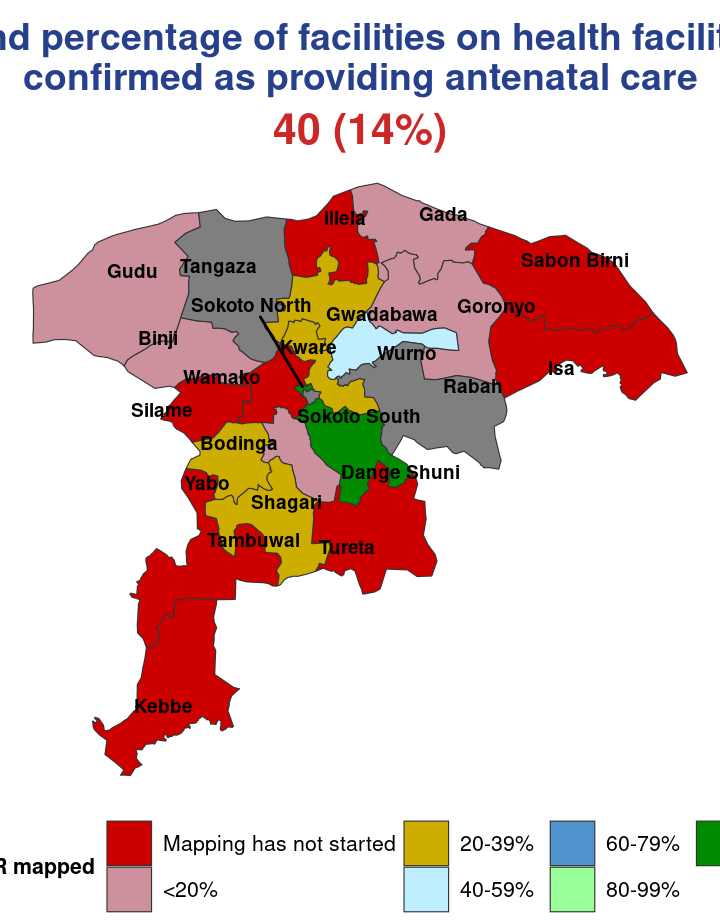 percentage of facilities on health
confirmed as providing antenatal care
40 (14%)
Illela
Gada
Gudu
Tangaza
Sabon Birni
Sokoto North
Gwadabawa
Goronyo
Binji
Kware
Wurno
Isa
Wamako
Rabah
Silame
Sokoto South
Bodinga
Dange Shuni
Yabo
Shagari
Tambuwal
Tureta
Kebbe
Mapping has not started
20-39%
60-79%
mapped
<20%
40-59%
80-99%